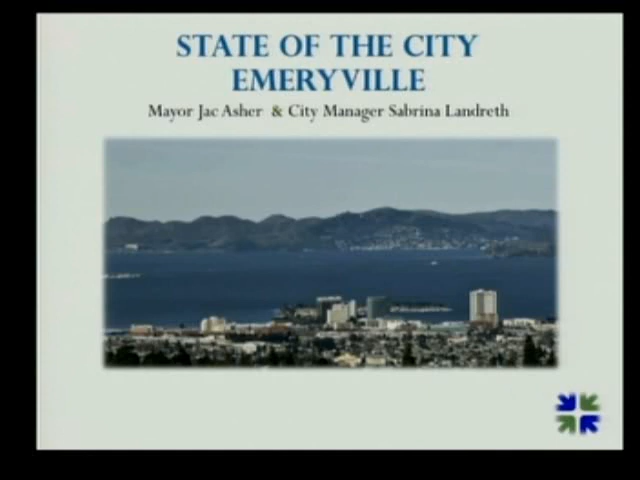 STATE OF THE CITY
EMERYVILLE
Mayor Jac Asher & City Manager Sabrina Landreth